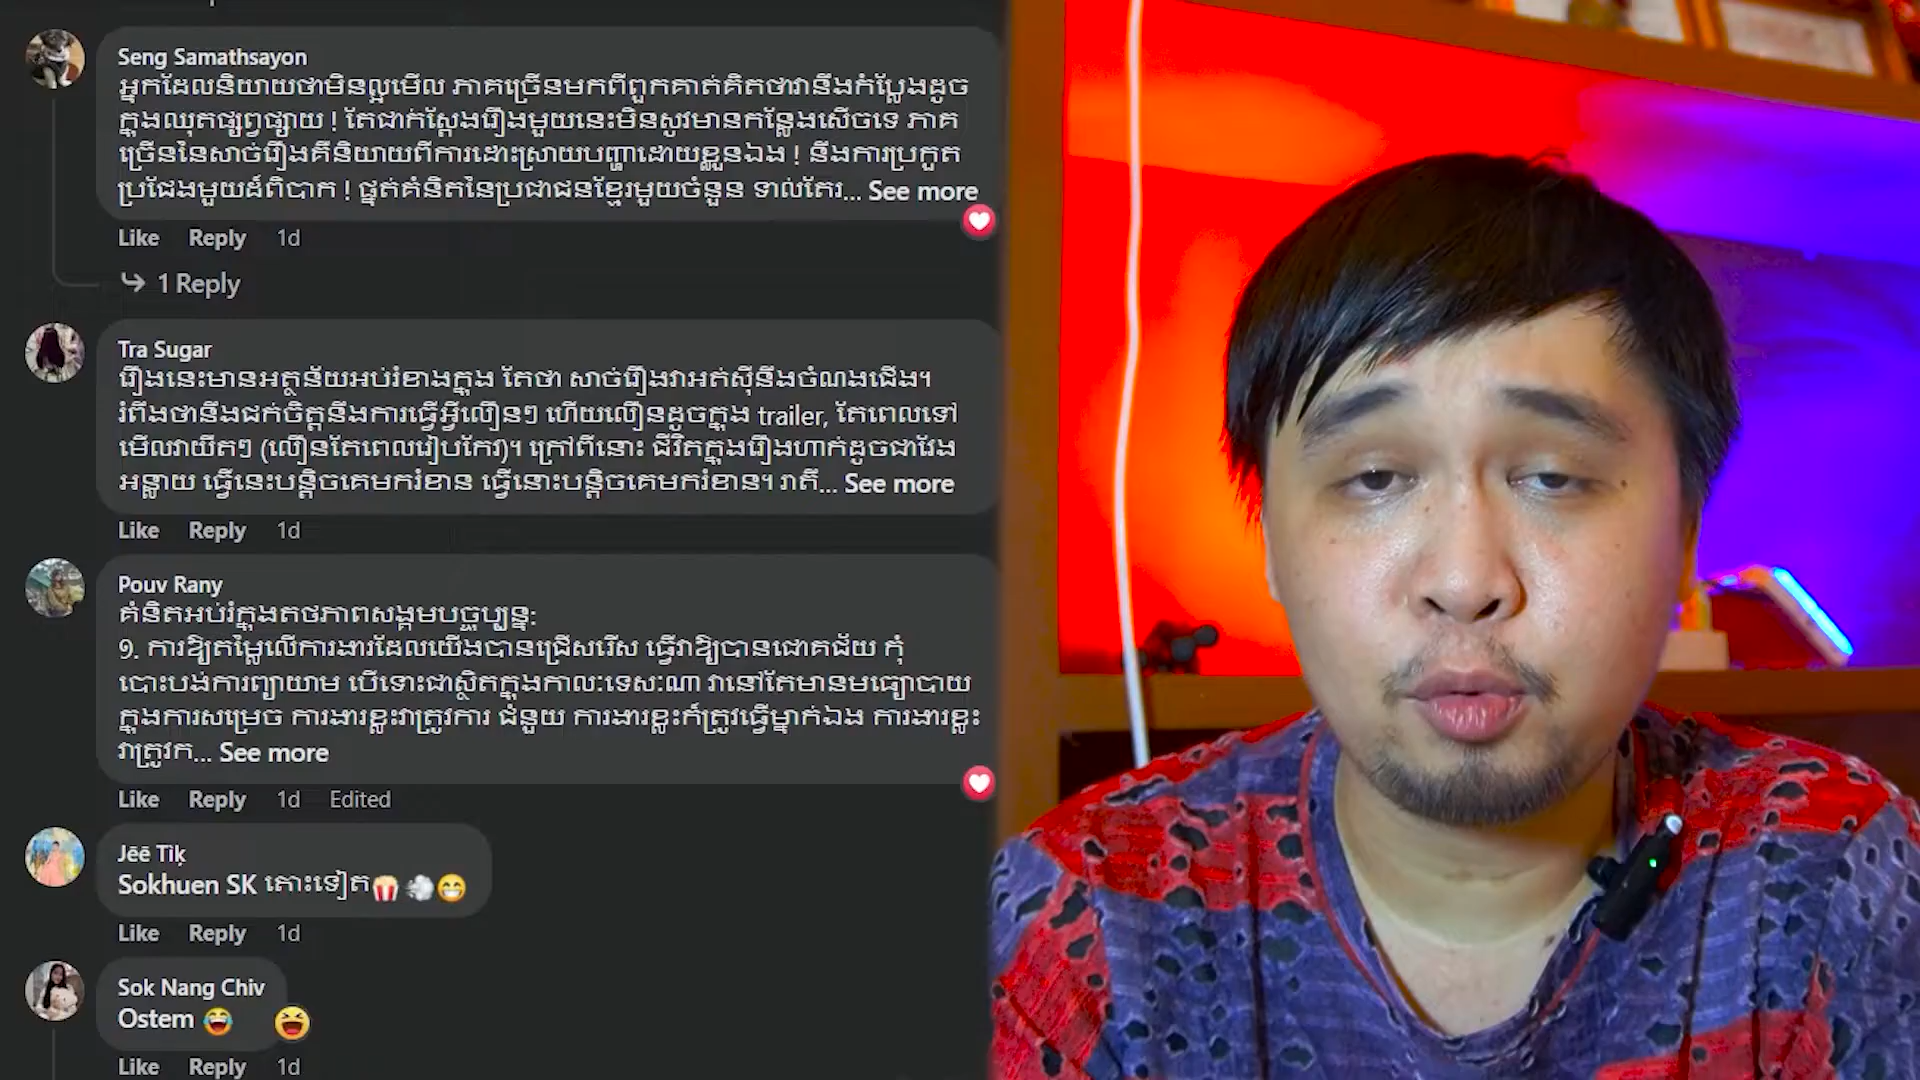 Seng Samathsayon
អ្នកដែលនិយាយថាមិនល្អមើល ភាគច្រើនមកពីពួកគាត់គិតថាវានឹងកំប្លែងដូច
ក្នុងឈុតផ្សព្វផ្សាយ ! តែជាក់ស្ដែងរឿងមួយនេះមិនសូវមានកន្លែងសើចទេ ភាគ
ច្រើននៃសាច់រឿងគឺនិយាយពីការដោះស្រាយបញ្ហាដោយខ្លួនឯង ! នឹងការប្រកួត
ប្រជែងមួយដ៍ពិបាក ! ផ្នត់គំនិតនៃប្រជាជនខ្មែរមួយចំនួន ទាល់តែរ... See more
Like Reply 1d
1 Reply
Tra Sugar
រឿងនេះមានអត្ថន័យអប់រំខាងក្នុង តែថា សាច់រឿងវាអត់ស៊ីនឹងចំណងជើង។
រំពឹងថានឹងជក់ចិត្តនឹងការធ្វើអ្វីលឿនៗ ហើយលឿនដូចក្នុង trailer, តែពេលទៅ
មើលវាយឺតៗ (លឿនតែពេលរៀបកែវ)។ ក្រៅពីនោះ ជីវិតក្នុងរឿងហាក់ដូចជាវែង
អន្លាយ ធ្វើនេះបន្តិចគេមករំខាន ធ្វើនោះបន្តិចគេមករំខាន។ រាតី... See more
Like Reply 1d
Pouv Rany
គំនិតអប់រំក្នុងតថភាពសង្គមបច្ចុប្បន្ន:
១. ការឱ្យតម្លៃលើការងារដែលយើងបានជ្រើសរើស ធ្វើវាឱ្យបានជោគជ័យ កុំ
បោះបង់ការព្យាយាម បើទោះជាស្ថិតក្នុងកាលៈទេសៈណា វានៅតែមានមធ្យោបាយ
ក្នុងការសម្រេច ការងារខ្លះវាត្រូវការ ជំនួយ ការងារខ្លះក៏ត្រូវធ្វើម្នាក់ឯង ការងារខ្លះ
វាត្រូវក... See more
Like Reply 1d Edited
Jēē Tìķ
Sokhuen SK តោះទៀត🍿💨😁
Like Reply 1d
Sok Nang Chiv
Ostem 😂
Like Reply 1d